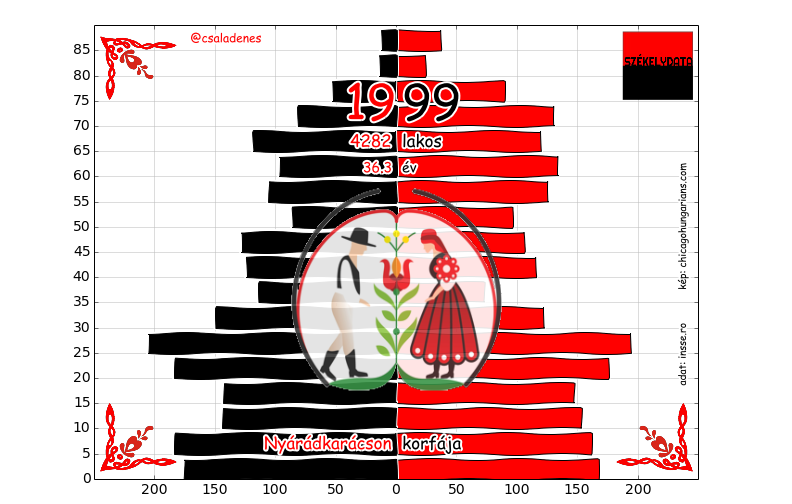 @csaladenes
SZÉKELYDATA
1999
4282 lakos
36.3 év
kép: chicagohungarians.com
adat: insse.ro
Nyárádkarácson korfája
85
80
75
70
65
60
55
50
45
40
35
30
25
20
15
10
5
0
200 150 100 50 0 50 100 150 200